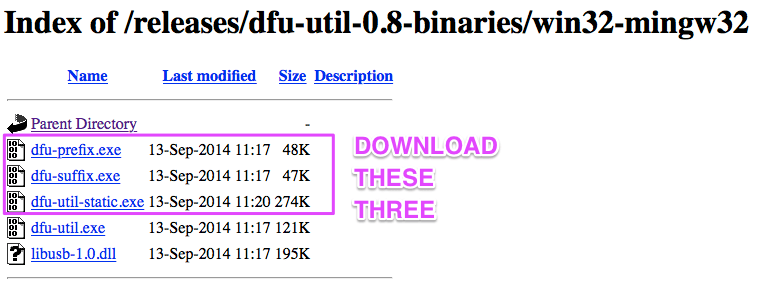 Index of /releases/dfu-util-0.8-binaries/win32-mingw32
Name Last modified Size Description
Parent Directory -
dfu-prefix.exe 13-Sep-2014 11:17 48K
dfu-suffix.exe 13-Sep-2014 11:17 47K
dfu-util-static.exe 13-Sep-2014 11:20 274K
dfu-util.exe 13-Sep-2014 11:17 121K
libusb-1.0.dll 13-Sep-2014 11:17 195K
DOWNLOAD
THESE
THREE